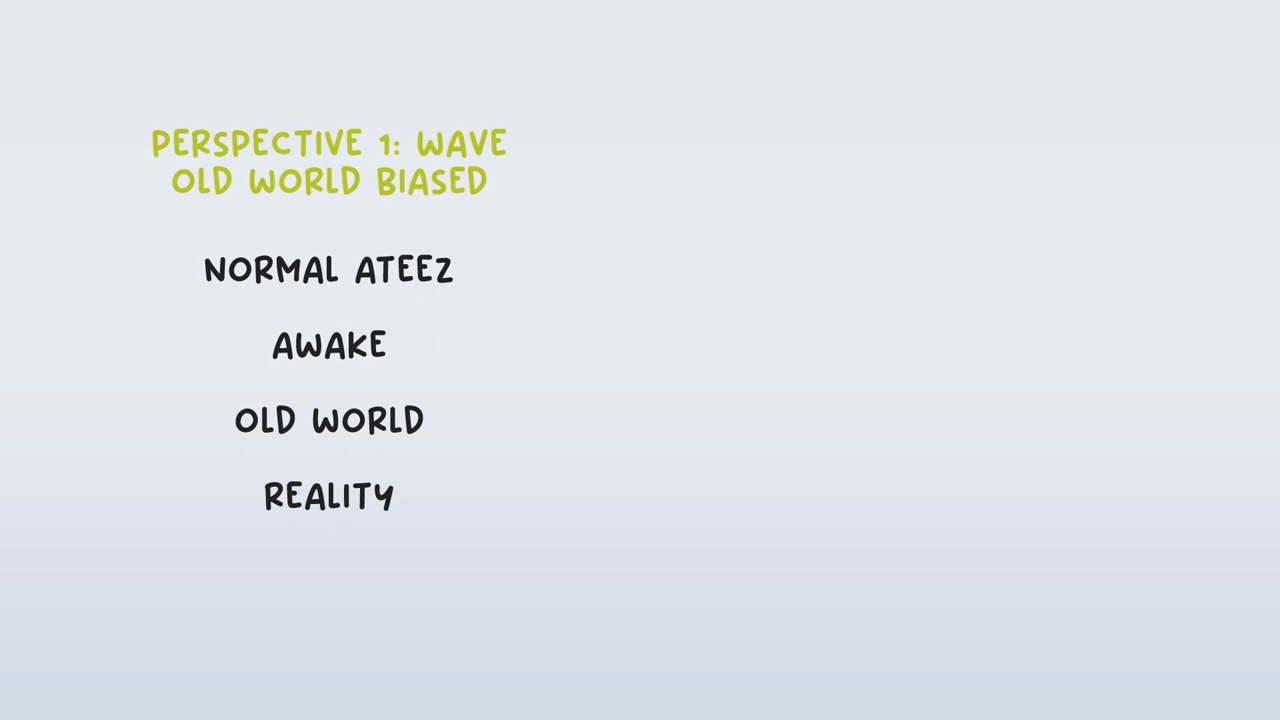 PERSPECTIVE 1: WAVE
OLD WORLD BIASED
NORMAL ATEEZ
AWAKE
OLD WORLD
REALITY